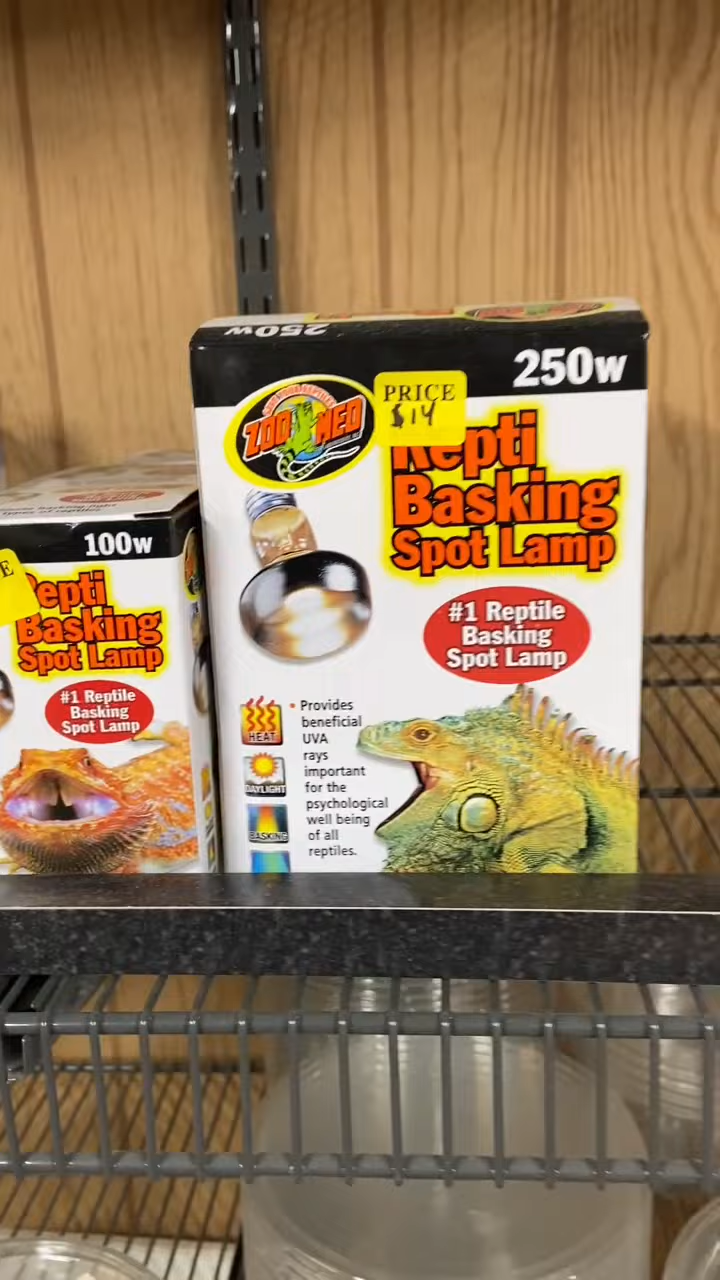 250w
250w
ZOO MED
PRICE
$14
Repti
Basking
Spot Lamp
#1 Reptile
Basking
Spot Lamp
HEAT
DAYLIGHT
BASKING
• Provides
beneficial
UVA
rays
important
for the
psychological
well being
of all
reptiles.
100w
E
Repti
Basking
Spot Lamp
#1 Reptile
Basking
Spot Lamp